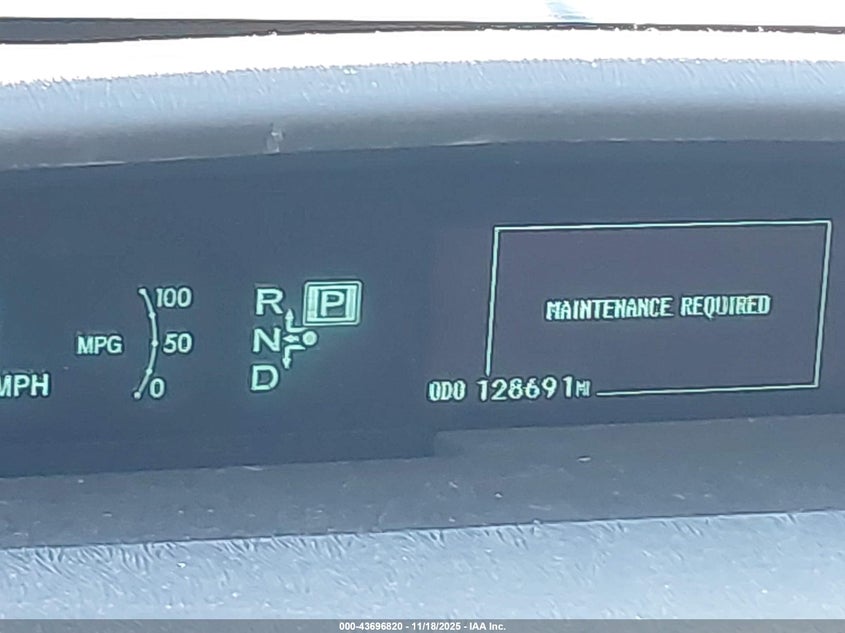 100
MPG
50
MPH
0
R P
N
D
MAINTENANCE REQUIRED
ODO 128691MI
000-43696820 - 11/18/2025 - IAA Inc.